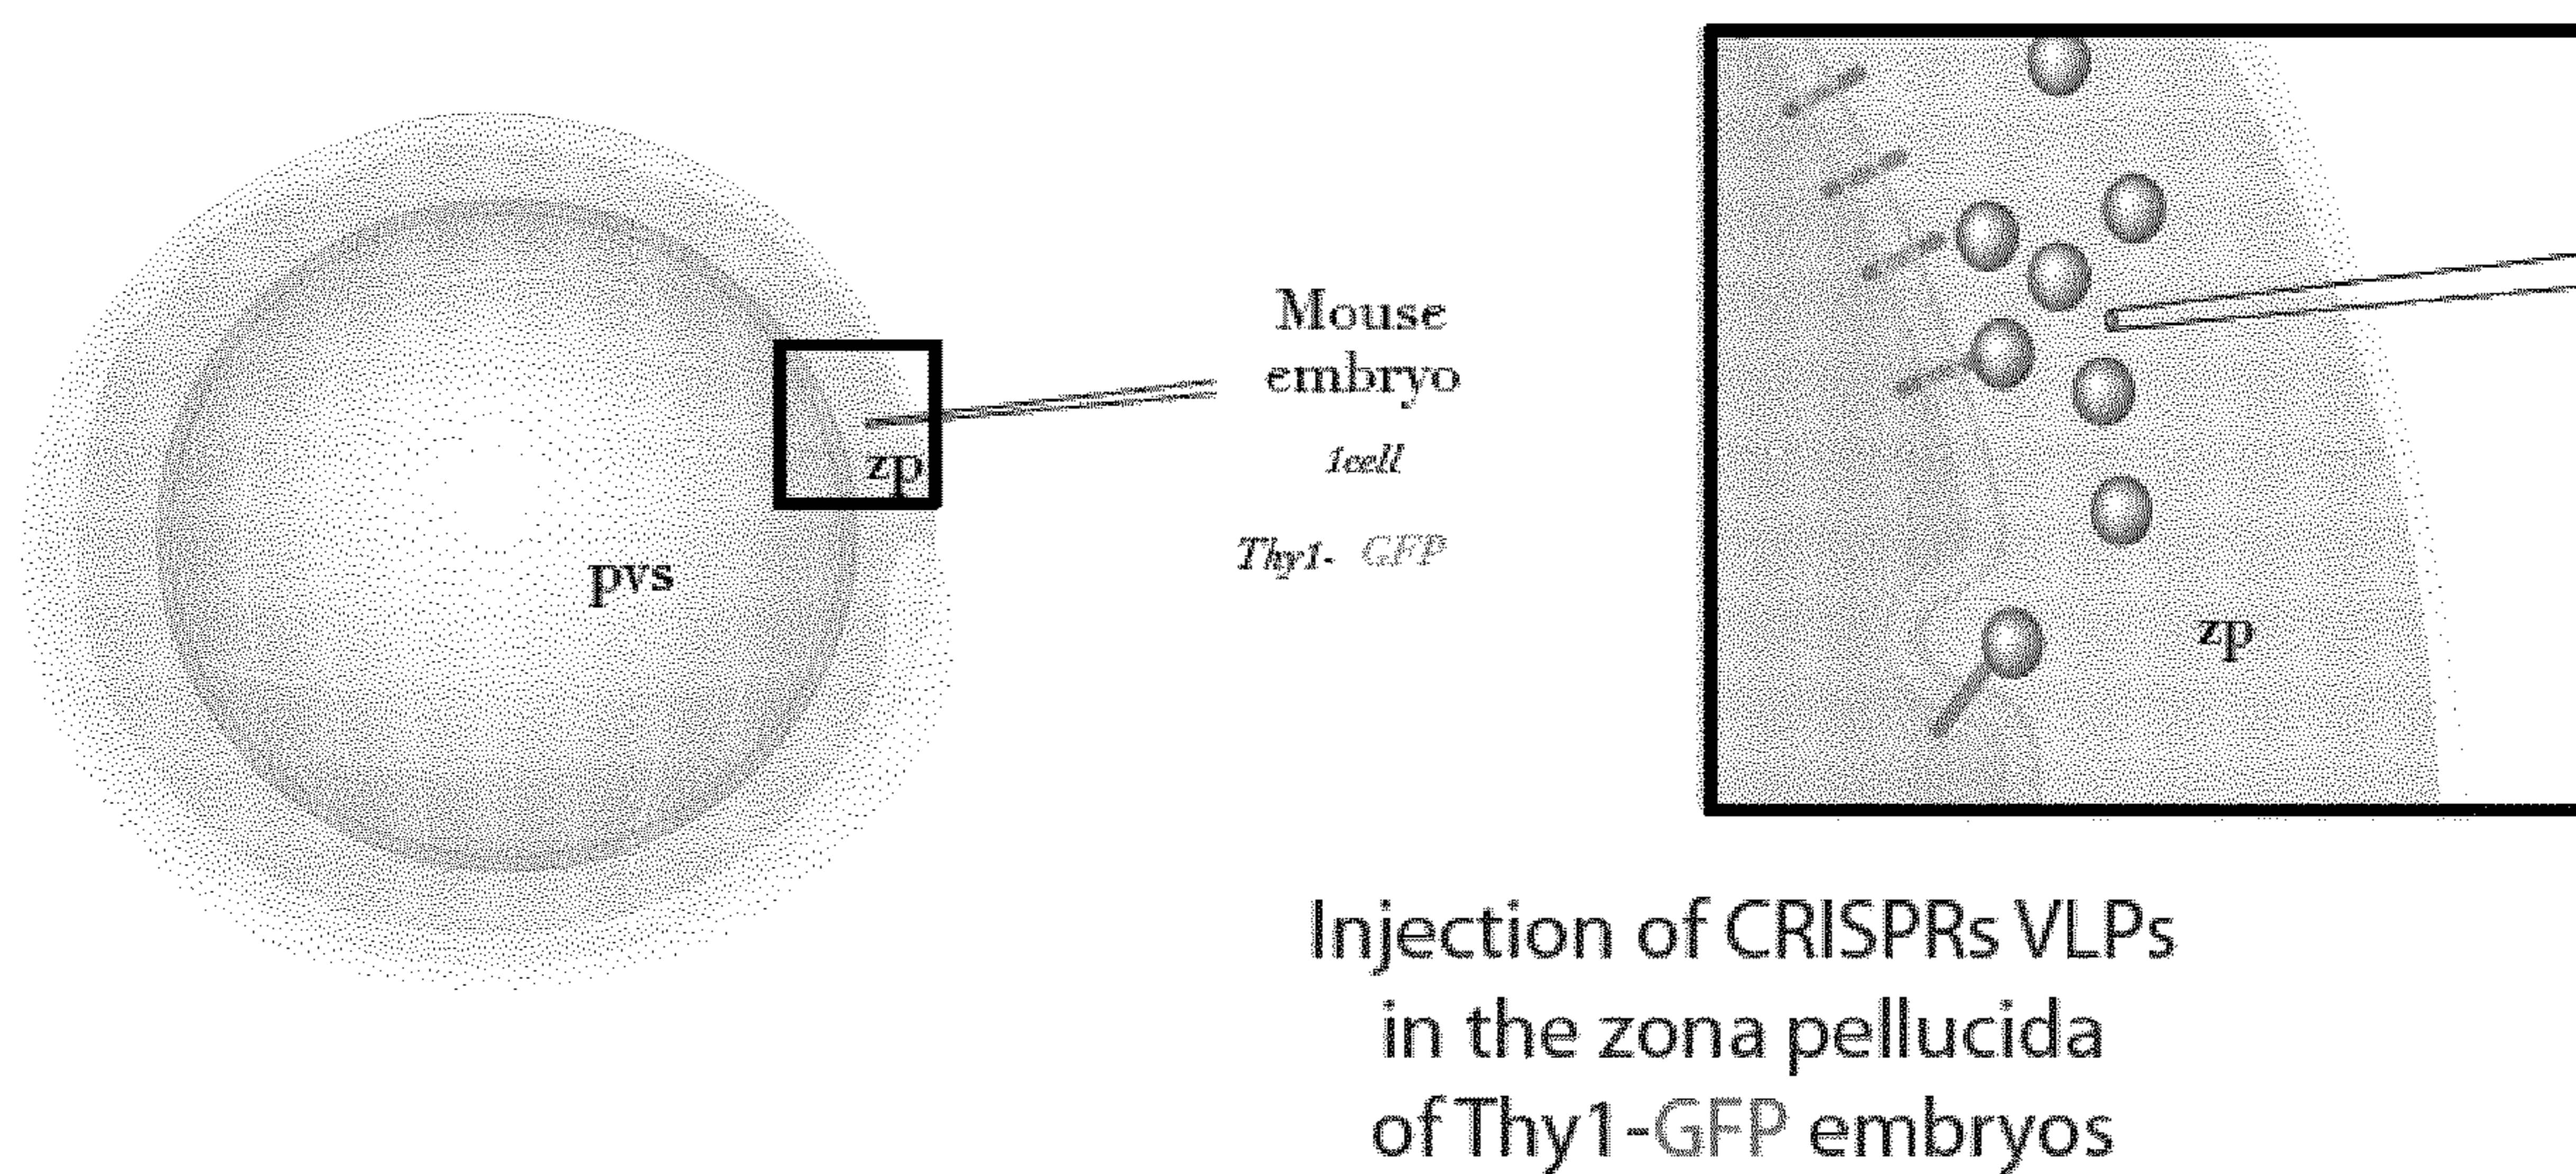 zp
pvs
Mouse
embryo
1cell
Thy1- GFP
zp
Injection of CRISPRs VLPs
in the zona pellucida
of Thy1-GFP embryos